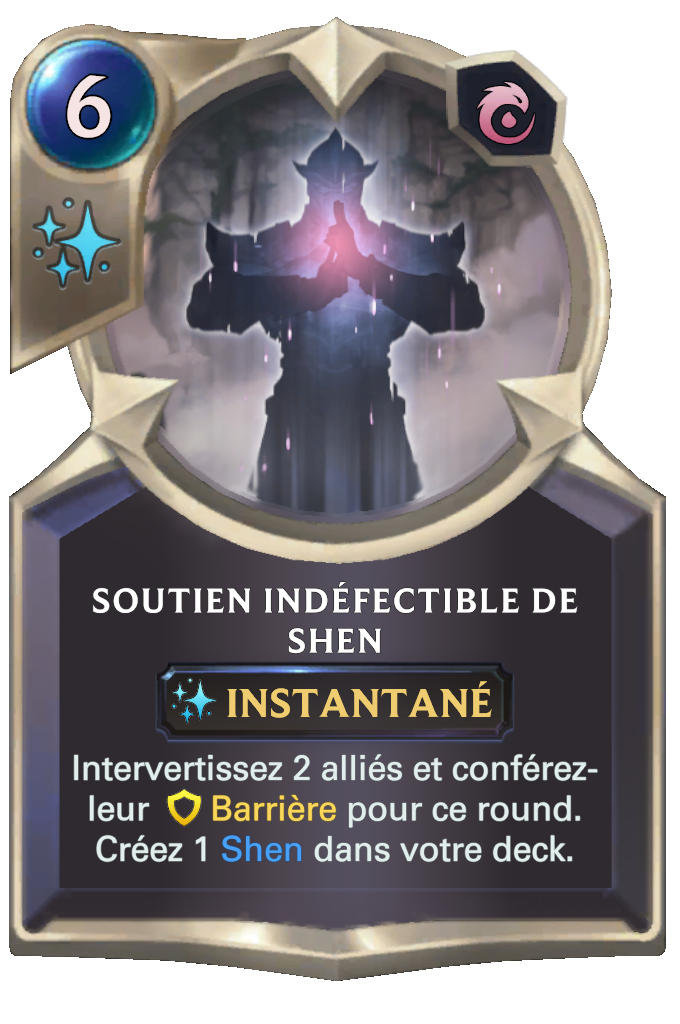 6
SOUTIEN INDÉFECTIBLE DE
SHEN
INSTANTANÉ
Intervertissez 2 alliés et conférez-
leur Barrière pour ce round.
Créez 1 Shen dans votre deck.